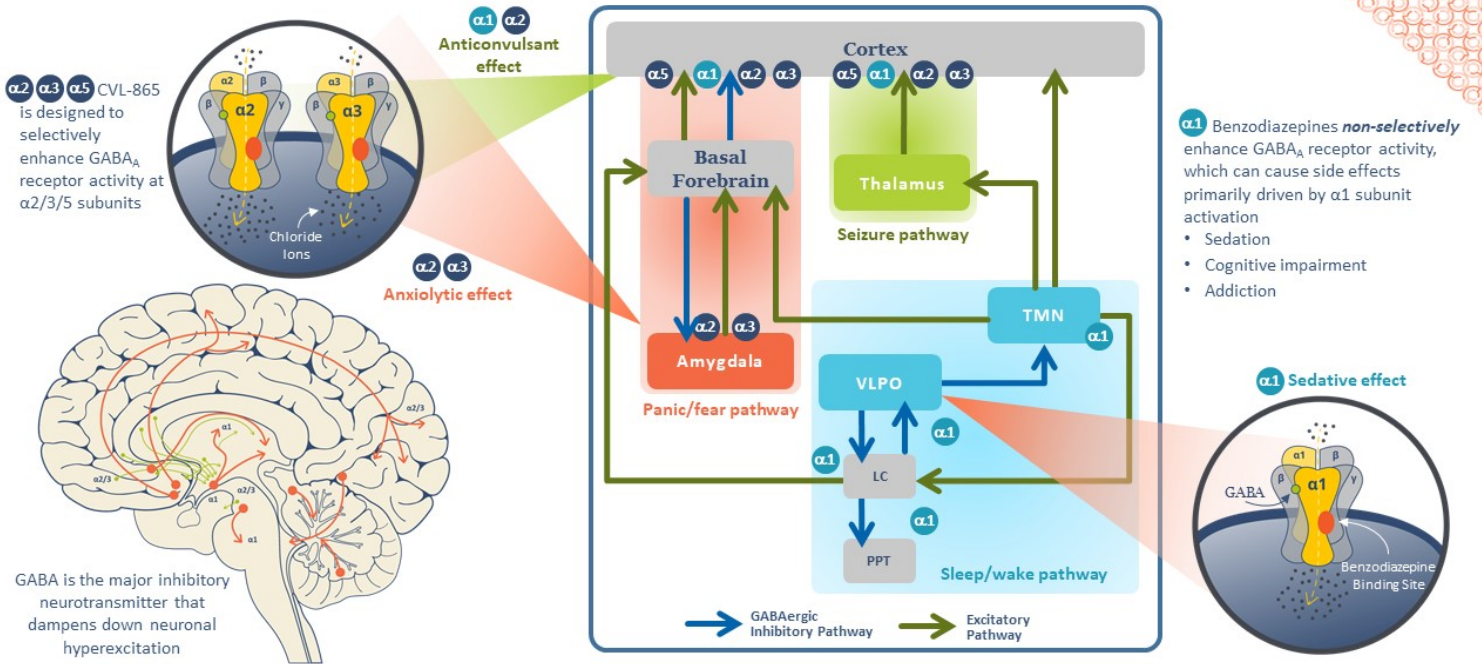 α2 α3 α5 CVL-865
is designed to
selectively
enhance GABAA
receptor activity at
α2/3/5 subunits
α2 β
β α2 γ
α3 β
β α3 γ
Chloride
Ions
α1 α2
Anticonvulsant
effect
α2 α3
Anxiolytic effect
α2/3
α1
α2/3
α2/3
α1
α1
GABA is the major inhibitory
neurotransmitter that
dampens down neuronal
hyperexcitation
Cortex
α5 α1 α2 α3
α5 α1 α2 α3
Basal
Forebrain
Thalamus
Seizure pathway
α2 α3
Amygdala
Panic/fear pathway
TMN
α1
VLPO
α1
α1
LC
α1
PPT
Sleep/wake pathway
GABAergic
Inhibitory Pathway
Excitatory
Pathway
α1 Benzodiazepines non-selectively
enhance GABAA receptor activity,
which can cause side effects
primarily driven by α1 subunit
activation
• Sedation
• Cognitive impairment
• Addiction
α1 Sedative effect
α1 β
β α1 γ
GABA
Benzodiazepine
Binding Site